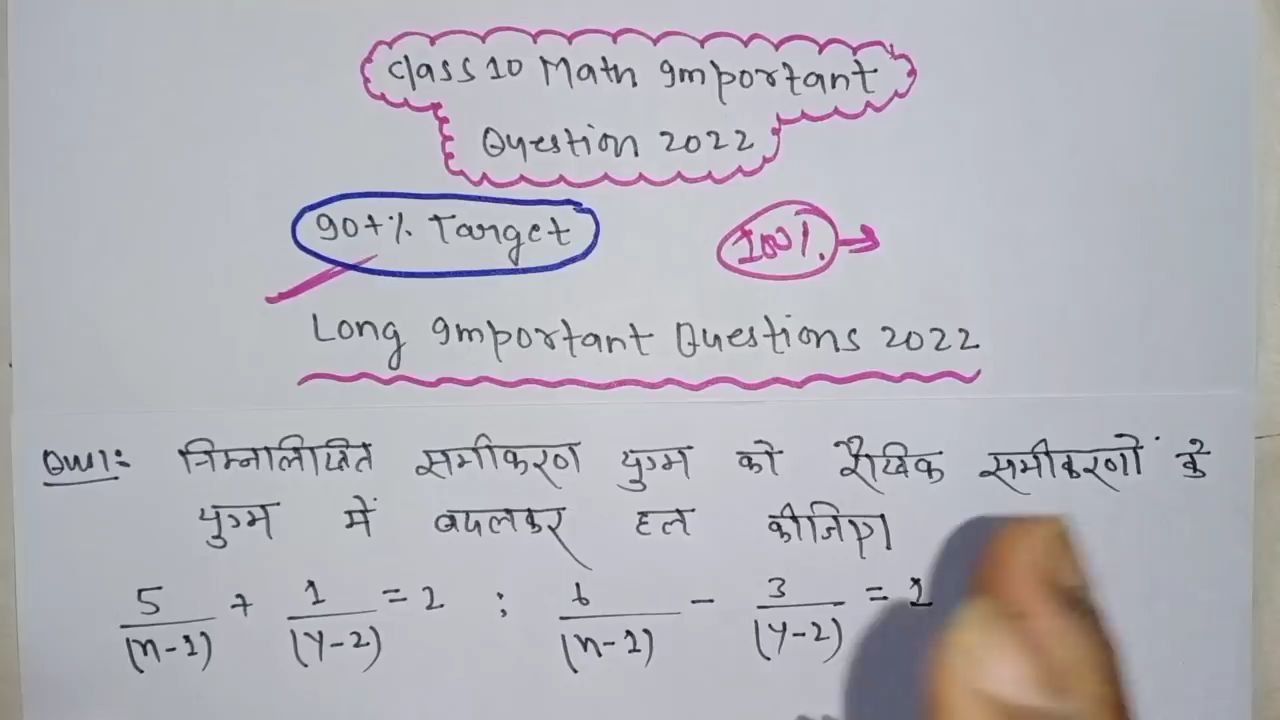 Class 10 Math Important
Question 2022
90+% Target
100%. →
Long Important Questions 2022
Qus1:- निम्नलिखित समीकरण युग्म को रैखिक समीकरणों के
युग्म में बदलकर हल कीजिए।
5/(x-1) + 1/(y-2) = 2 ; 6/(x-1) - 3/(y-2) = 1